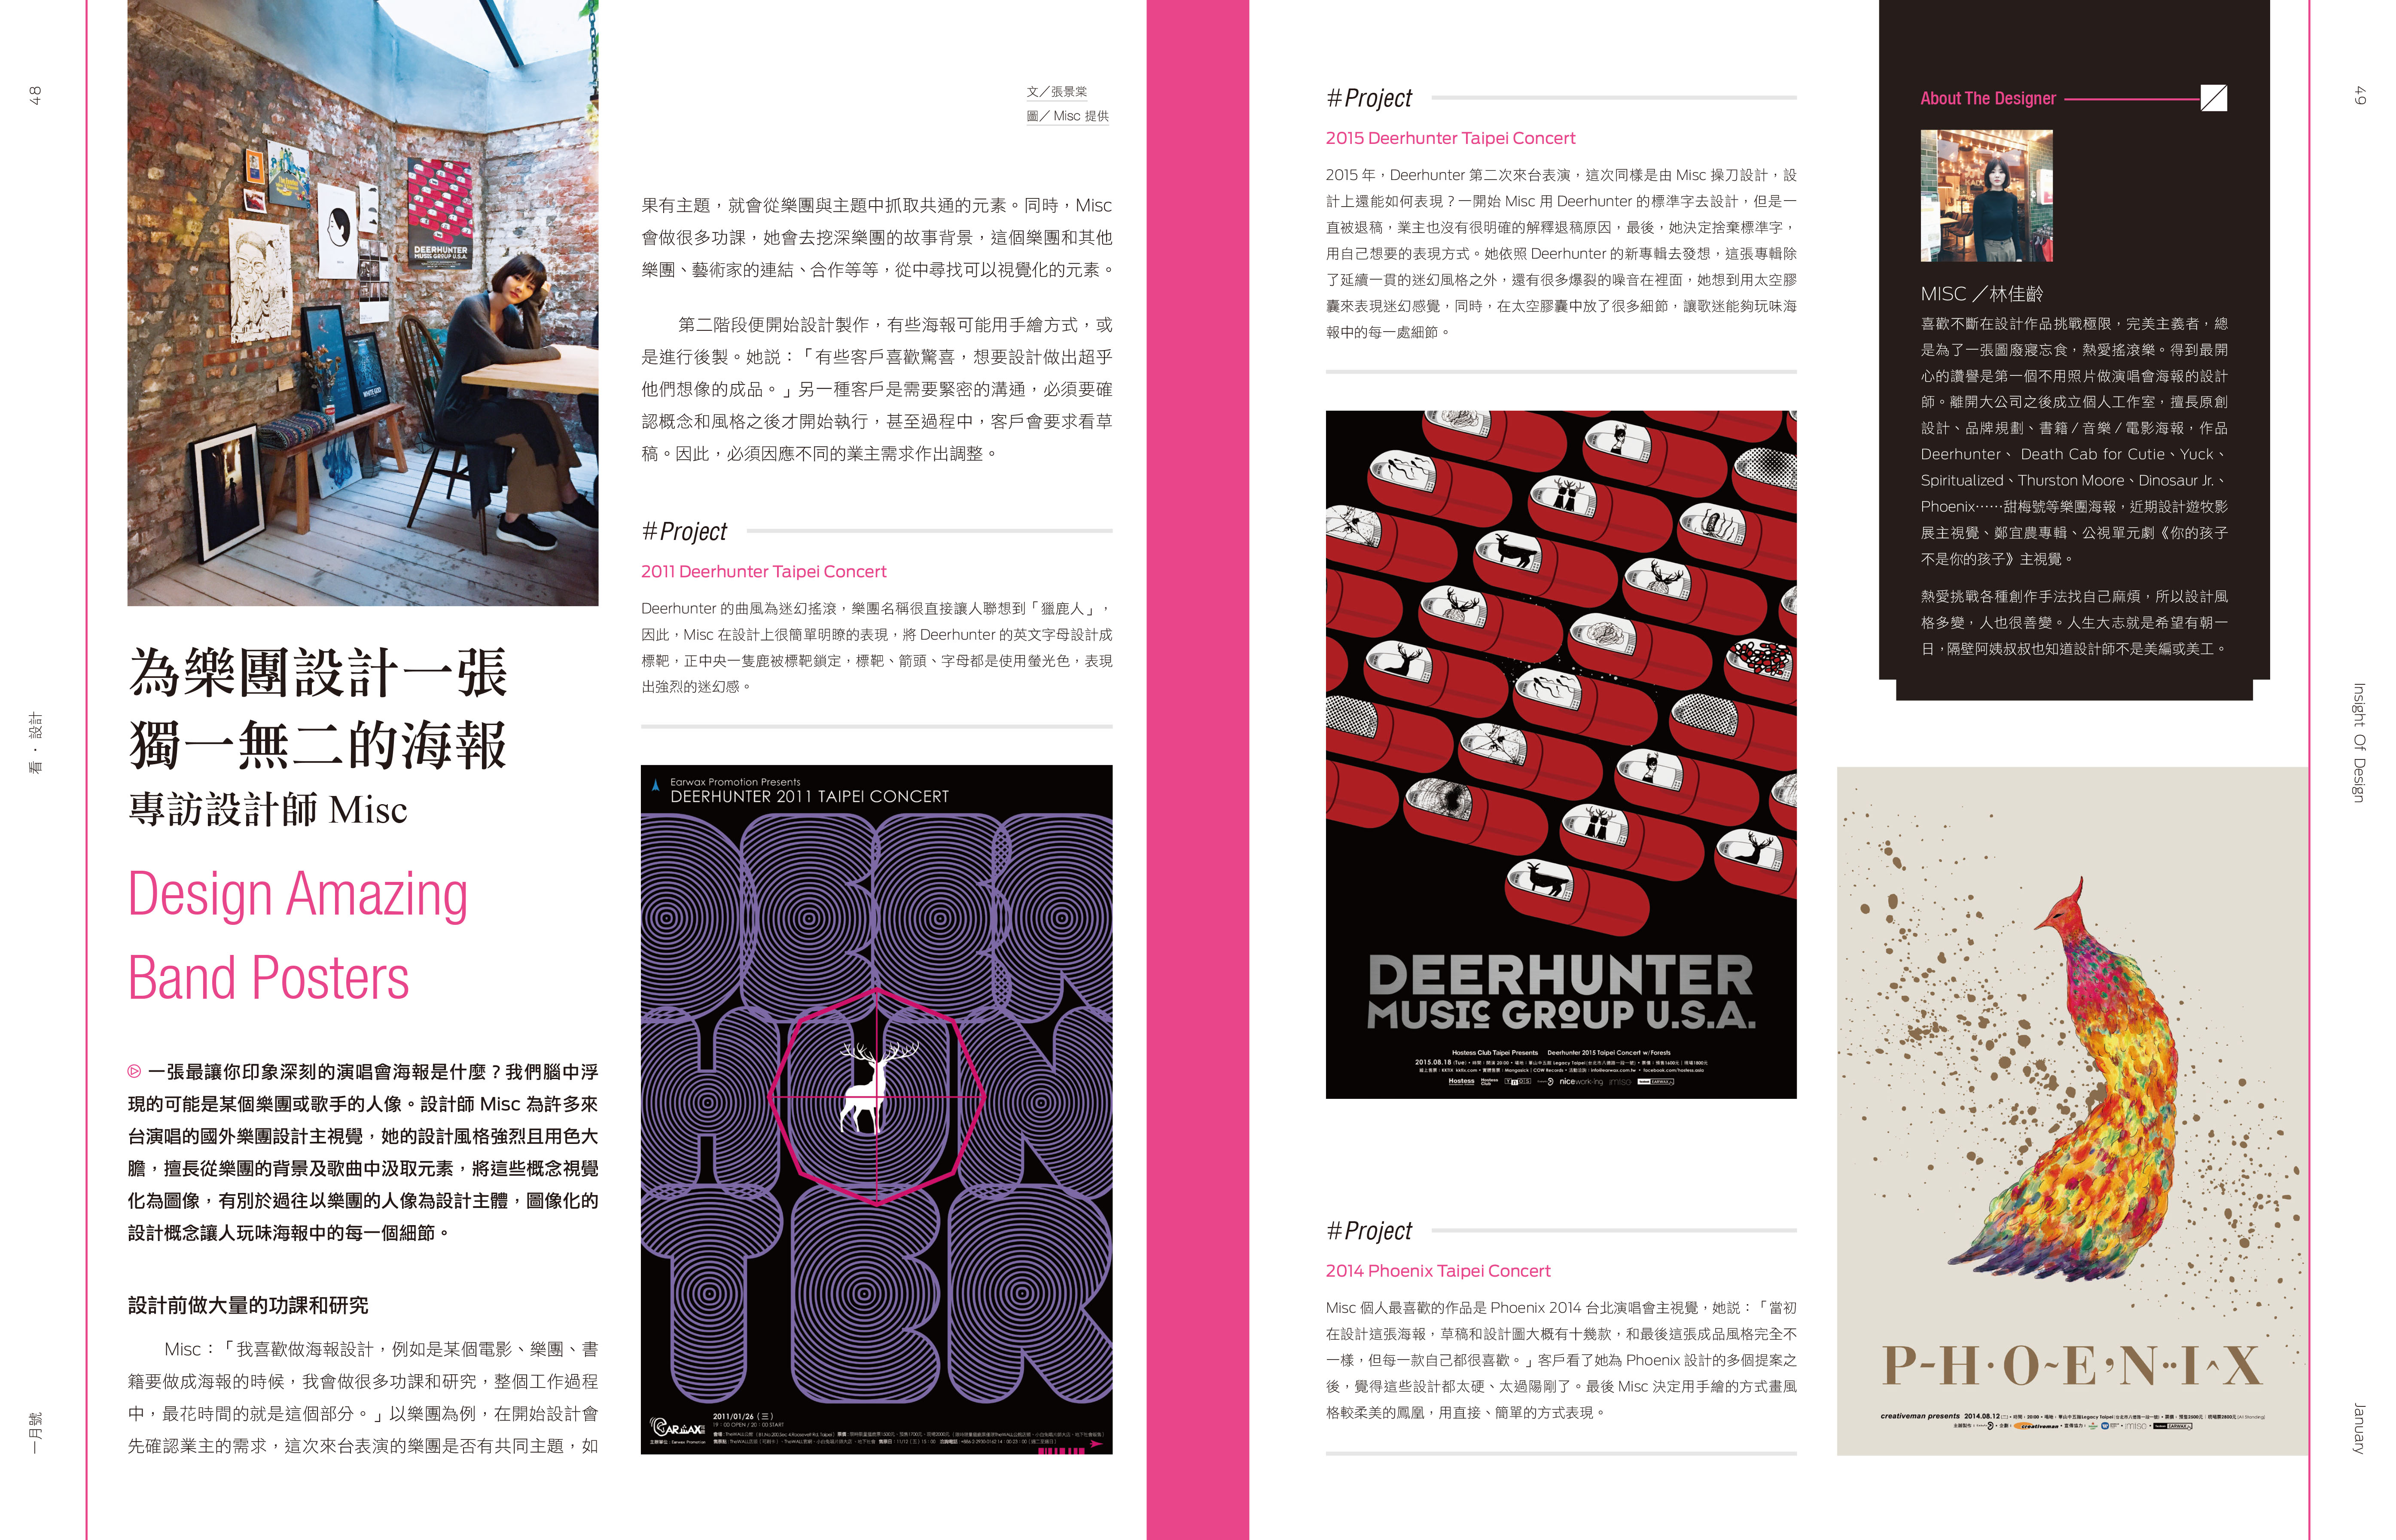 48
看・設計
一月號
為樂團設計一張
獨一無二的海報
專訪設計師 Misc
Design Amazing
Band Posters
一張最讓你印象深刻的演唱會海報是什麼？我們腦中浮
現的可能是某個樂團或歌手的人像。設計師 Misc 為許多來
台演唱的國外樂團設計主視覺，她的設計風格強烈且用色大
膽，擅長從樂團的背景及歌曲中汲取元素，將這些概念視覺
化為圖像，有別於過往以樂團的人像為設計主體，圖像化的
設計概念讓人玩味海報中的每一個細節。
設計前做大量的功課和研究
Misc：「我喜歡做海報設計，例如是某個電影、樂團、書
籍要做成海報的時候，我會做很多功課和研究，整個工作過程
中，最花時間的就是這個部分。」以樂團為例，在開始設計會
先確認業主的需求，這次來台表演的樂團是否有共同主題，如
文／張景棠
圖／ Misc 提供
果有主題，就會從樂團與主題中抓取共通的元素。同時，Misc
會做很多功課，她會去挖深樂團的故事背景，這個樂團和其他
樂團、藝術家的連結、合作等等，從中尋找可以視覺化的元素。
第二階段便開始設計製作，有些海報可能用手繪方式，或
是進行後製。她説：「有些客戶喜歡驚喜，想要設計做出超乎
他們想像的成品。」另一種客戶是需要緊密的溝通，必須要確
認概念和風格之後才開始執行，甚至過程中，客戶會要求看草
稿。因此，必須因應不同的業主需求作出調整。
#Project
2011 Deerhunter Taipei Concert
Deerhunter 的曲風為迷幻搖滾，樂團名稱很直接讓人聯想到「獵鹿人」，
因此，Misc 在設計上很簡單明瞭的表現，將 Deerhunter 的英文字母設計成
標靶，正中央一隻鹿被標靶鎖定，標靶、箭頭、字母都是使用螢光色，表現
出強烈的迷幻感。
Earwax Promotion Presents
DEERHUNTER 2011 TAIPEI CONCERT
DEER
HUN
TER
EARWAX
2011/01/26（三）
19：00 OPEN / 20：00 START
#Project
2015 Deerhunter Taipei Concert
2015 年，Deerhunter 第二次來台表演，這次同樣是由 Misc 操刀設計，設
計上還能如何表現？一開始 Misc 用 Deerhunter 的標準字去設計，但是一
直被退稿，業主也沒有很明確的解釋退稿原因，最後，她決定捨棄標準字，
用自己想要的表現方式。她依照 Deerhunter 的新專輯去發想，這張專輯除
了延續一貫的迷幻風格之外，還有很多爆裂的噪音在裡面，她想到用太空膠
囊來表現迷幻感覺，同時，在太空膠囊中放了很多細節，讓歌迷能夠玩味海
報中的每一處細節。
DEERHUNTER
MUSIC GROUP U.S.A.
Hostess Club Taipei Presents Deerhunter 2015 Taipei Concert w/Forests
#Project
2014 Phoenix Taipei Concert
Misc 個人最喜歡的作品是 Phoenix 2014 台北演唱會主視覺，她説：「當初
在設計這張海報，草稿和設計圖大概有十幾款，和最後這張成品風格完全不
一樣，但每一款自己都很喜歡。」客戶看了她為 Phoenix 設計的多個提案之
後，覺得這些設計都太硬、太過陽剛了。最後 Misc 決定用手繪的方式畫風
格較柔美的鳳凰，用直接、簡單的方式表現。
About The Designer
MISC ／林佳齡
喜歡不斷在設計作品挑戰極限，完美主義者，總
是為了一張圖廢寢忘食，熱愛搖滾樂。得到最開
心的讚譽是第一個不用照片做演唱會海報的設計
師。離開大公司之後成立個人工作室，擅長原創
設計、品牌規劃、書籍 / 音樂 / 電影海報，作品
Deerhunter、 Death Cab for Cutie、Yuck、
Spiritualized、Thurston Moore、Dinosaur Jr.、
Phoenix……甜梅號等樂團海報，近期設計遊牧影
展主視覺、鄭宜農專輯、公視單元劇《你的孩子
不是你的孩子》主視覺。
熱愛挑戰各種創作手法找自己麻煩，所以設計風
格多變，人也很善變。人生大志就是希望有朝一
日，隔壁阿姨叔叔也知道設計師不是美編或美工。
P-H·O~E,N··I^X
creativeman presents 2014.08.12
49
Insight Of Design
January